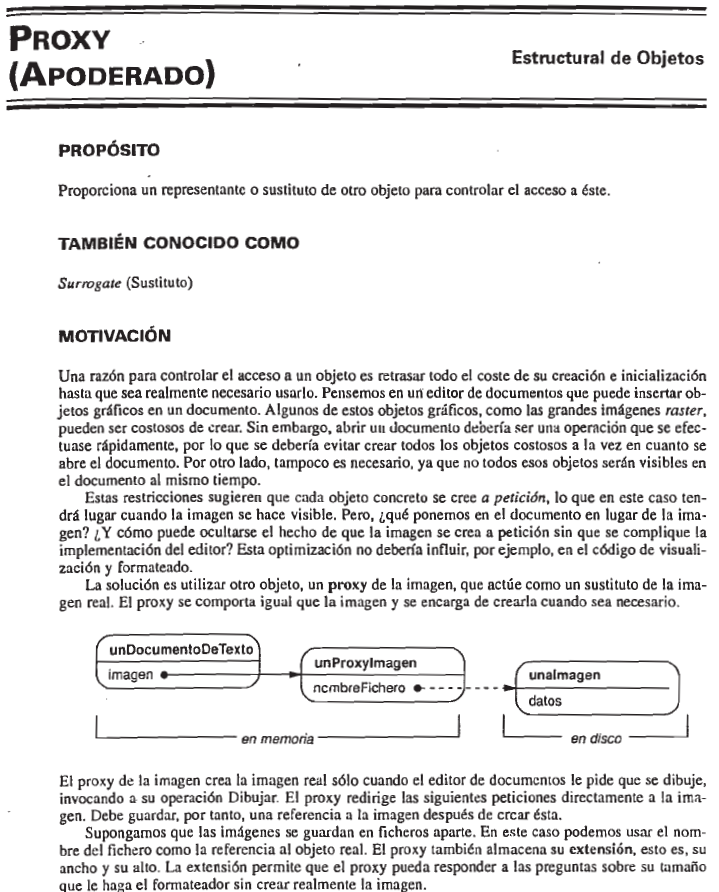 PROXY
(APODERADO)
Estructural de Objetos
PROPÓSITO
Proporciona un representante o sustituto de otro objeto para controlar el acceso a éste.
TAMBIÉN CONOCIDO COMO
Surrogate (Sustituto)
MOTIVACIÓN
Una razón para controlar el acceso a un objeto es retrasar todo el coste de su creación e inicialización
hasta que sea realmente necesario usarlo. Pensemos en un editor de documentos que puede insertar ob-
jetos gráficos en un documento. Algunos de estos objetos gráficos, como las grandes imágenes raster,
pueden ser costosos de crear. Sin embargo, abrir un documento debería ser una operación que se efec-
tuase rápidamente, por lo que se debería evitar crear todos los objetos costosos a la vez en cuanto se
abre el documento. Por otro lado, tampoco es necesario, ya que no todos esos objetos serán visibles en
el documento al mismo tiempo.
Estas restricciones sugieren que cada objeto concreto se cree a petición, lo que en este caso ten-
drá lugar cuando la imagen se hace visible. Pero, ¿qué ponemos en el documento en lugar de la ima-
gen? ¿Y cómo puede ocultarse el hecho de que la imagen se crea a petición sin que se complique la
implementación del editor? Esta optimización no debería influir, por ejemplo, en el código de visuali-
zación y formateado.
La solución es utilizar otro objeto, un proxy de la imagen, que actúe como un sustituto de la ima-
gen real. El proxy se comporta igual que la imagen y se encarga de crearla cuando sea necesario.
unDocumentoDeTexto
imagen
unProxyImagen
nombreFichero
unaImagen
datos
en memoria
en disco
El proxy de la imagen crea la imagen real sólo cuando el editor de documentos le pide que se dibuje,
invocando a su operación Dibujar. El proxy redirige las siguientes peticiones directamente a la ima-
gen. Debe guardar, por tanto, una referencia a la imagen después de crear ésta.
Supongamos que las imágenes se guardan en ficheros aparte. En este caso podemos usar el nom-
bre del fichero como la referencia al objeto real. El proxy también almacena su extensión, esto es, su
ancho y su alto. La extensión permite que el proxy pueda responder a las preguntas sobre su tamaño
que le haga el formateador sin crear realmente la imagen.